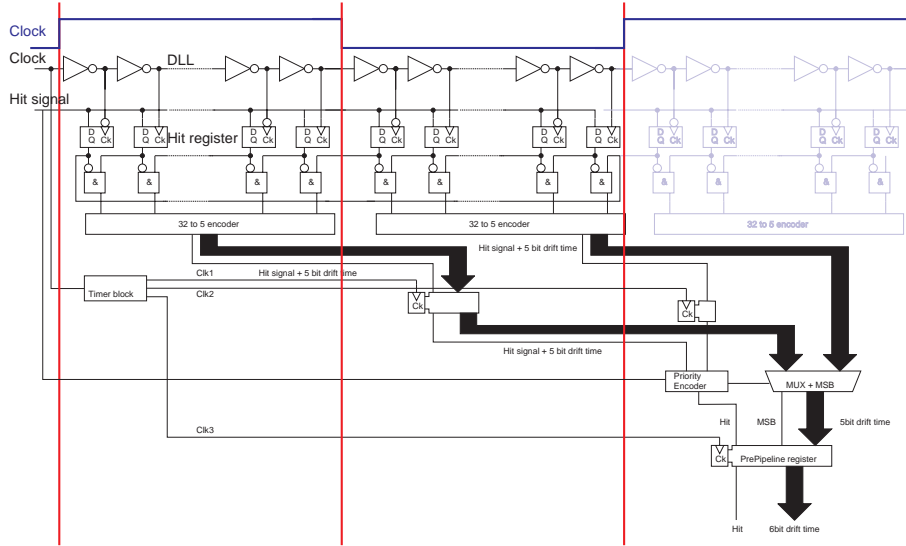 Clock
Clock
DLL
Hit signal
D Q Ck D Q Ck Hit register D Q Ck D Q Ck D Q Ck D Q Ck D Q Ck D Q Ck D Q Ck D Q Ck D Q Ck D Q Ck
& & & & & & & & & & & &
32 to 5 encoder 32 to 5 encoder 32 to 5 encoder
Hit signal + 5 bit drift time
Clk1 Hit signal + 5 bit drift time
Timer block Clk2
Ck Ck
Hit signal + 5 bit drift time
Priority Encoder MUX + MSB
Clk3 Hit MSB 5bit drift time
Ck PrePipeline register
Hit 6bit drift time